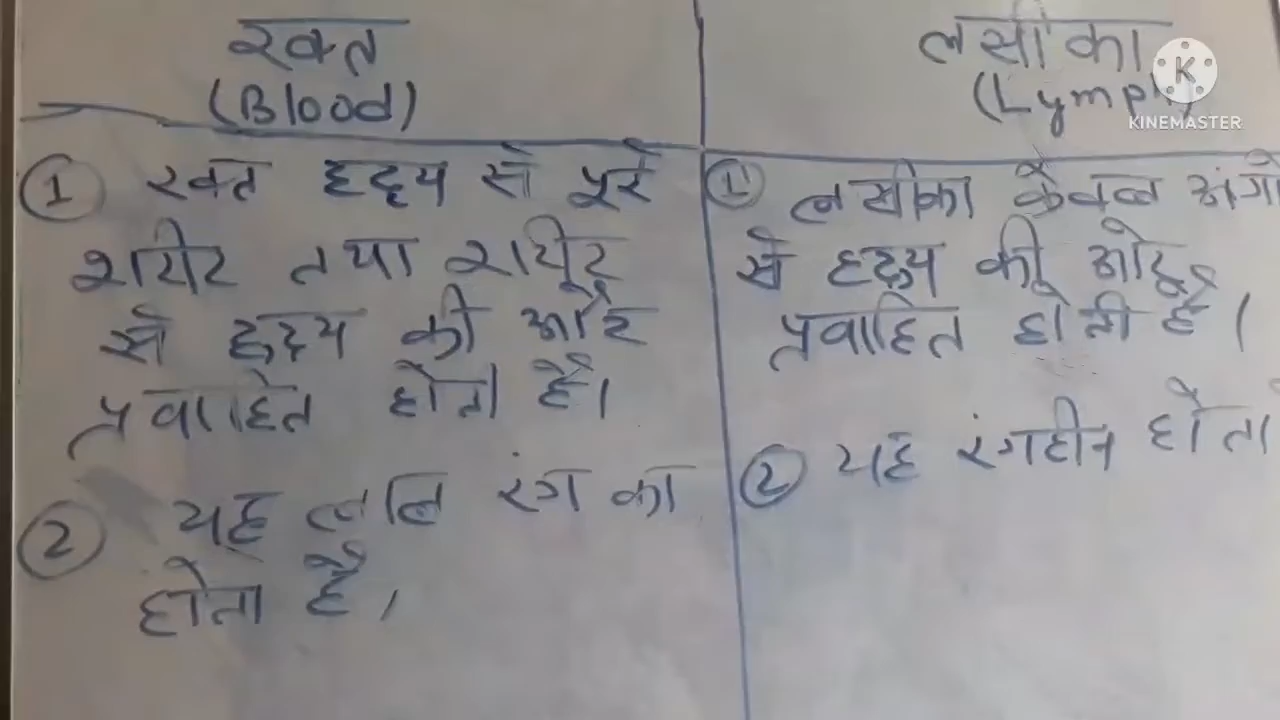 रक्त
(Blood)
① रक्त हृदय से पूरे
शरीर तथा शरीर
से हृदय की ओर
प्रवाहित होता है।
② यह लाल रंग का
होता है।
लसीका
(Lymph)
① लसीका केवल अंगो
से हृदय की ओर
प्रवाहित होती है।
② यह रंगहीन होता
K
KINEMASTER